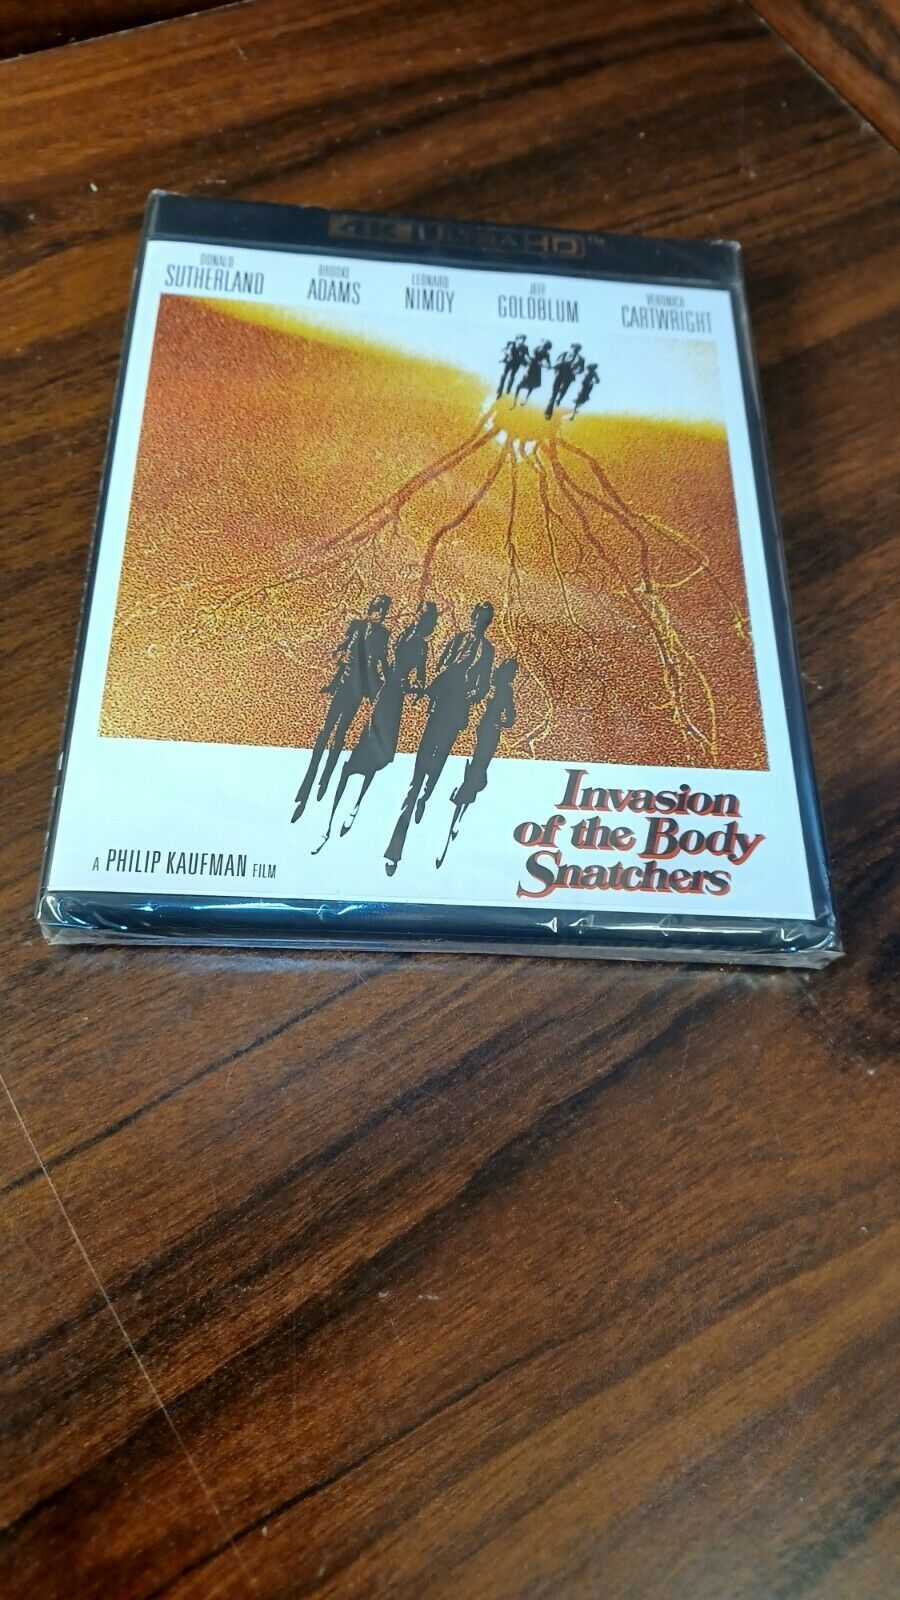 4K ULTRA HD™
DONALD SUTHERLAND
BROOKE ADAMS
LEONARD NIMOY
JEFF GOLDBLUM
VERONICA CARTWRIGHT
Invasion
of the Body
Snatchers
A PHILIP KAUFMAN FILM